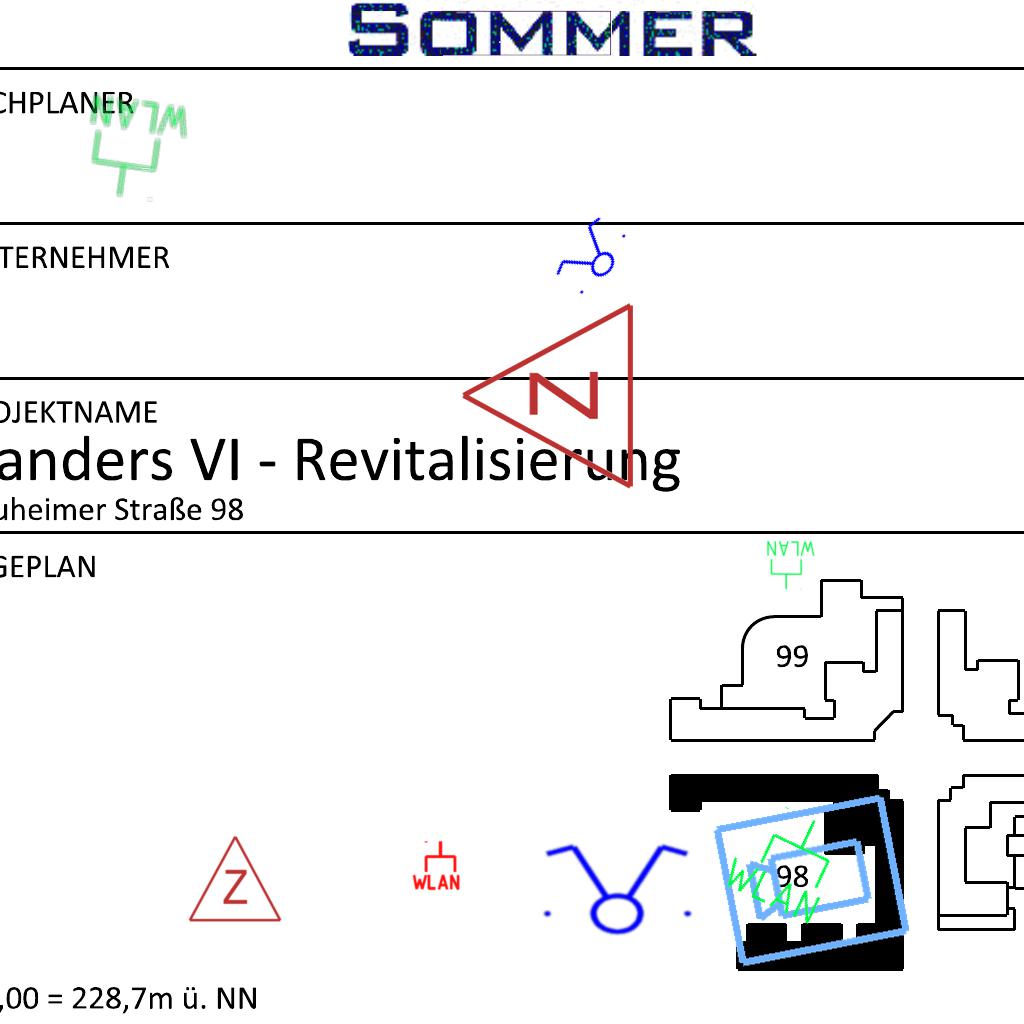 SOMMER
CHPLANER
WLAN
TERNEHMER
Z
OJEKTNAME
anders VI - Revitalisierung
uheimer Straße 98
GEPLAN
WLAN
99
98
WLAN
Z
WLAN
,00 = 228,7m ü. NN